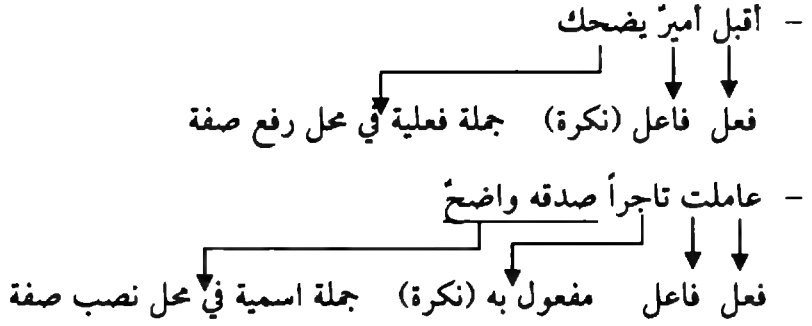 - أقبل أميرٌ يضحك
فعل فاعل (نكرة) جملة فعلية في محل رفع صفة
- عاملت تاجراً صدقه واضحٌ
فعل فاعل مفعول به (نكرة) جملة اسمية في محل نصب صفة